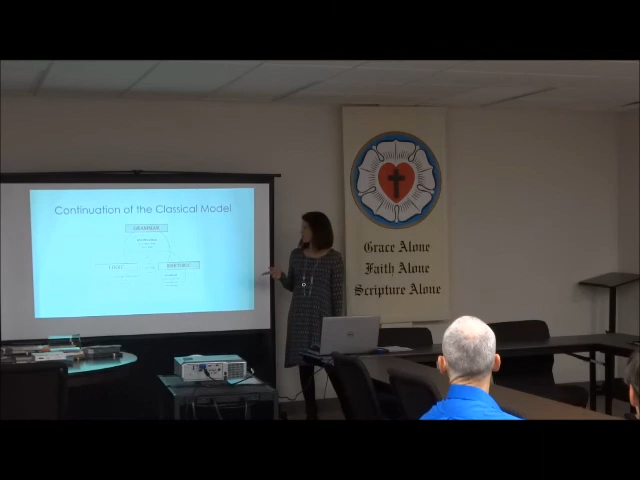 Continuation of the Classical Model
GRAMMAR
LOGIC
RHETORIC
Grace Alone
Faith Alone
Scripture Alone